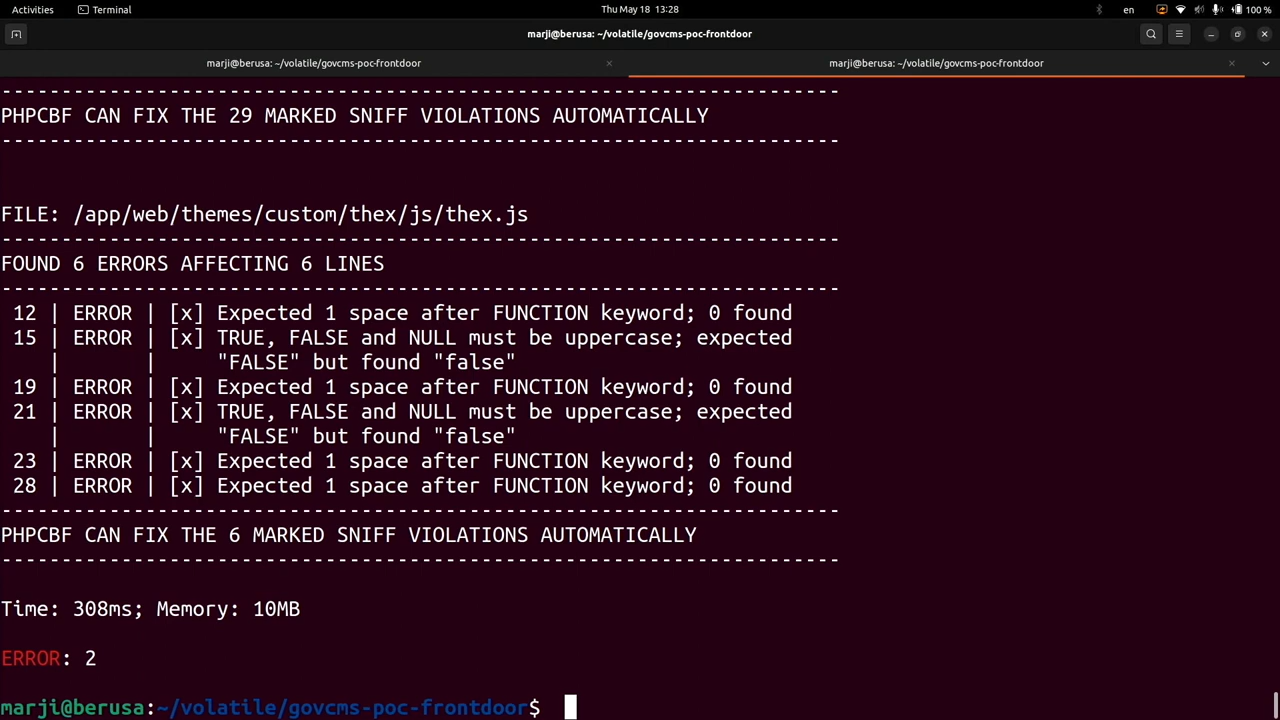 Activities Terminal Thu May 18 13:28 en 100 %
marji@berusa: ~/volatile/govcms-poc-frontdoor
marji@berusa: ~/volatile/govcms-poc-frontdoor × marji@berusa: ~/volatile/govcms-poc-frontdoor ×
----------------------------------------------------------------------
PHPCBF CAN FIX THE 29 MARKED SNIFF VIOLATIONS AUTOMATICALLY
----------------------------------------------------------------------
FILE: /app/web/themes/custom/thex/js/thex.js
----------------------------------------------------------------------
FOUND 6 ERRORS AFFECTING 6 LINES
----------------------------------------------------------------------
12 | ERROR | [x] Expected 1 space after FUNCTION keyword; 0 found
15 | ERROR | [x] TRUE, FALSE and NULL must be uppercase; expected
| | "FALSE" but found "false"
19 | ERROR | [x] Expected 1 space after FUNCTION keyword; 0 found
21 | ERROR | [x] TRUE, FALSE and NULL must be uppercase; expected
| | "FALSE" but found "false"
23 | ERROR | [x] Expected 1 space after FUNCTION keyword; 0 found
28 | ERROR | [x] Expected 1 space after FUNCTION keyword; 0 found
----------------------------------------------------------------------
PHPCBF CAN FIX THE 6 MARKED SNIFF VIOLATIONS AUTOMATICALLY
----------------------------------------------------------------------
Time: 308ms; Memory: 10MB
ERROR: 2
marji@berusa:~/volatile/govcms-poc-frontdoor$